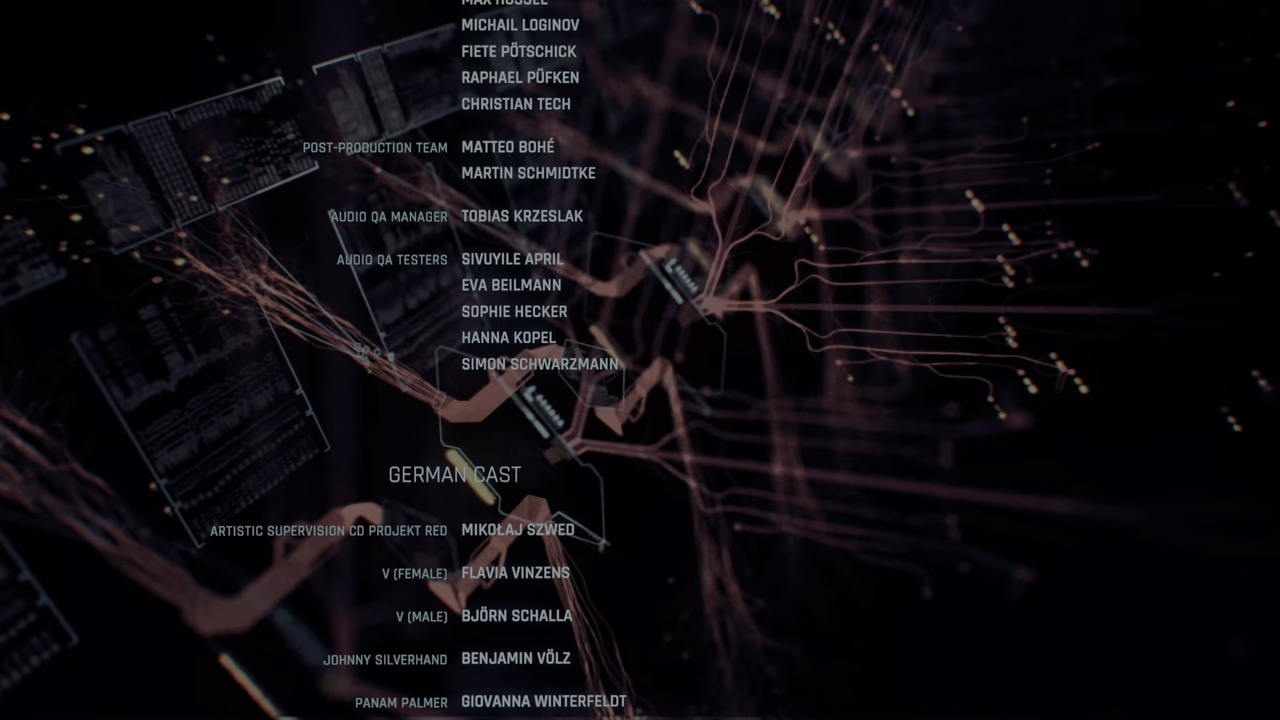 MAX RÖSSEL
MICHAIL LOGINOV
FIETE PÖTSCHICK
RAPHAEL PÜFKEN
CHRISTIAN TECH
POST-PRODUCTION TEAM MATTEO BOHÉ
MARTIN SCHMIDTKE
AUDIO QA MANAGER TOBIAS KRZESLAK
AUDIO QA TESTERS SIVUYILE APRIL
EVA BEILMANN
SOPHIE HECKER
HANNA KOPEL
SIMON SCHWARZMANN
GERMAN CAST
ARTISTIC SUPERVISION CD PROJEKT RED MIKOŁAJ SZWED
V (FEMALE) FLAVIA VINZENS
V (MALE) BJÖRN SCHALLA
JOHNNY SILVERHAND BENJAMIN VÖLZ
PANAM PALMER GIOVANNA WINTERFELDT